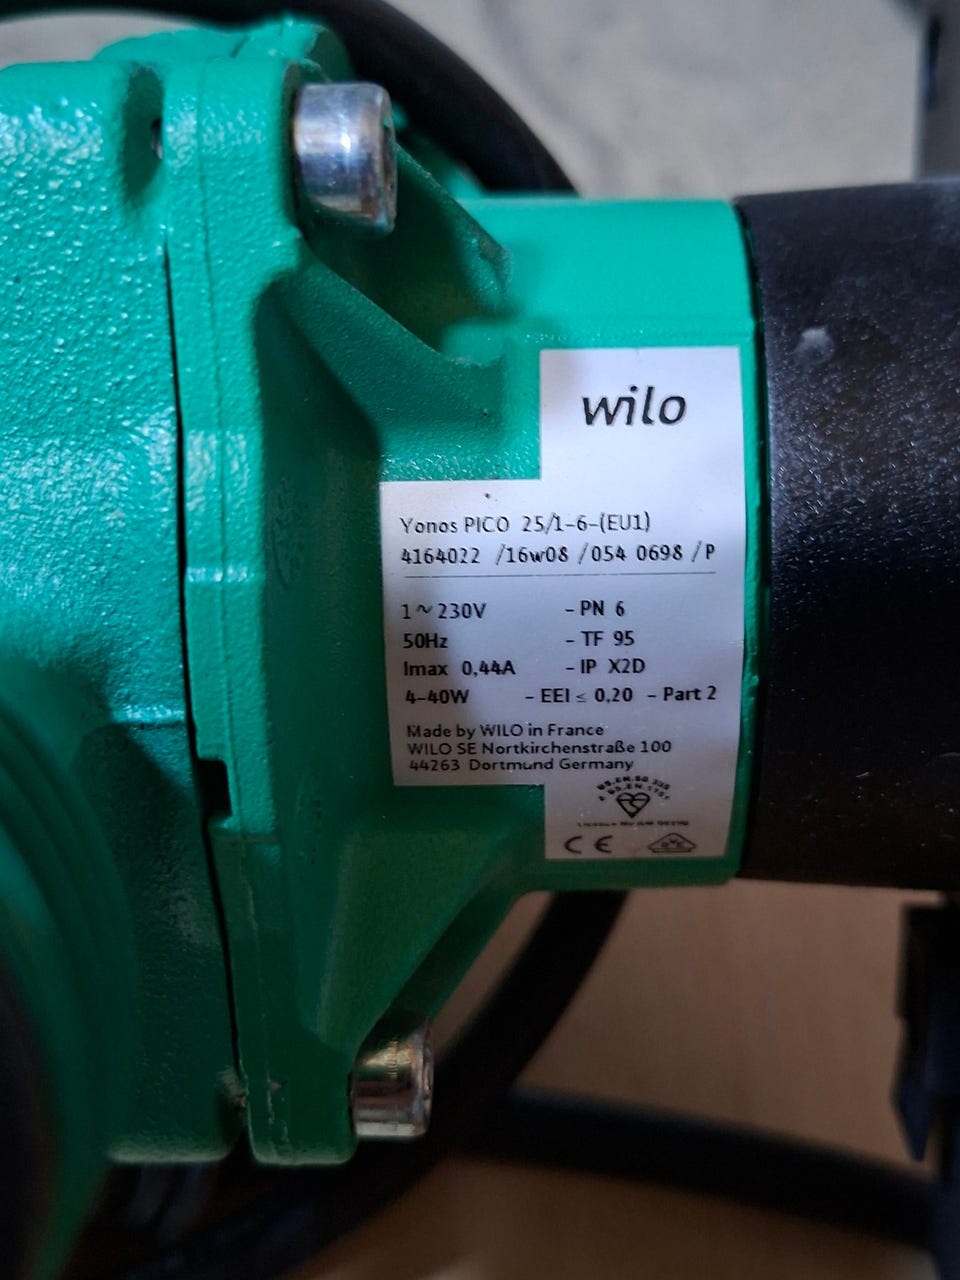 wilo
Yonos PICO 25/1-6-(EU1)
4164022 /16w08 /054 0698 /P
1~230V - PN 6
50Hz - TF 95
Imax 0,44A - IP X2D
4-40W - EEI ≤ 0,20 - Part 2
Made by WILO in France
WILO SE Nortkirchenstraße 100
44263 Dortmund Germany
CE